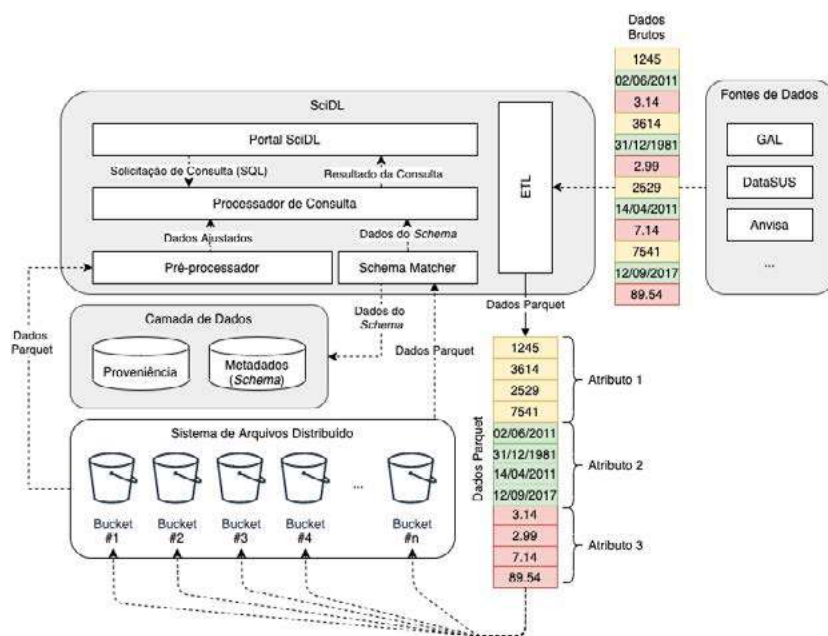 Dados
Brutos
1245
02/06/2011
3.14
3614
31/12/1981
2.99
2529
14/04/2011
7.14
7541
12/09/2017
89.54
Fontes de Dados
GAL
DataSUS
Anvisa
...
SciDL
Portal SciDL
Solicitação de Consulta (SQL)
Resultado da Consulta
Processador de Consulta
Dados Ajustados
Dados do Schema
Pré-processador
Schema Matcher
ETL
Dados
Parquet
Camada de Dados
Proveniência
Metadados
(Schema)
Dados do
Schema
Dados Parquet
Dados Parquet
Sistema de Arquivos Distribuído
...
Bucket
#1
Bucket
#2
Bucket
#3
Bucket
#4
Bucket
#n
Dados Parquet
1245
3614
2529
7541
02/06/2011
31/12/1981
14/04/2011
12/09/2017
3.14
2.99
7.14
89.54
Atributo 1
Atributo 2
Atributo 3